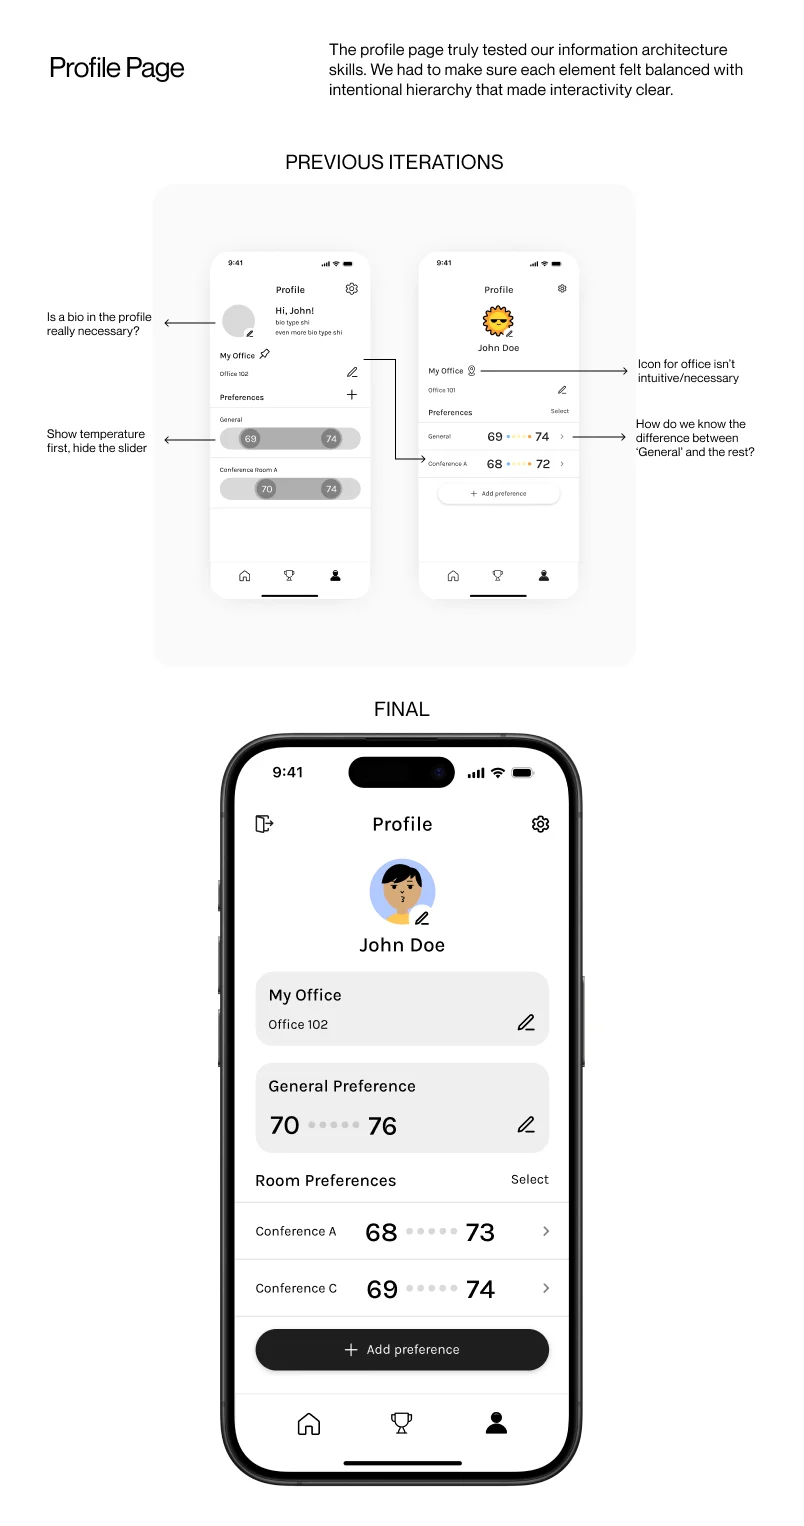 Profile Page
The profile page truly tested our information architecture
skills. We had to make sure each element felt balanced with
intentional hierarchy that made interactivity clear.
PREVIOUS ITERATIONS
Is a bio in the profile
really necessary?
Show temperature
first, hide the slider
9:41
Profile
Hi, John!
bio type shi
even more bio type shi
My Office
Office 102
Preferences
General
69 74
Conference Room A
70 74
9:41
Profile
John Doe
My Office
Office 101
Preferences Select
General 69 74
Conference A 68 72
Add preference
Icon for office isn't
intuitive/necessary
How do we know the
difference between
‘General’ and the rest?
FINAL
9:41
Profile
John Doe
My Office
Office 102
General Preference
70 76
Room Preferences Select
Conference A 68 73
Conference C 69 74
Add preference